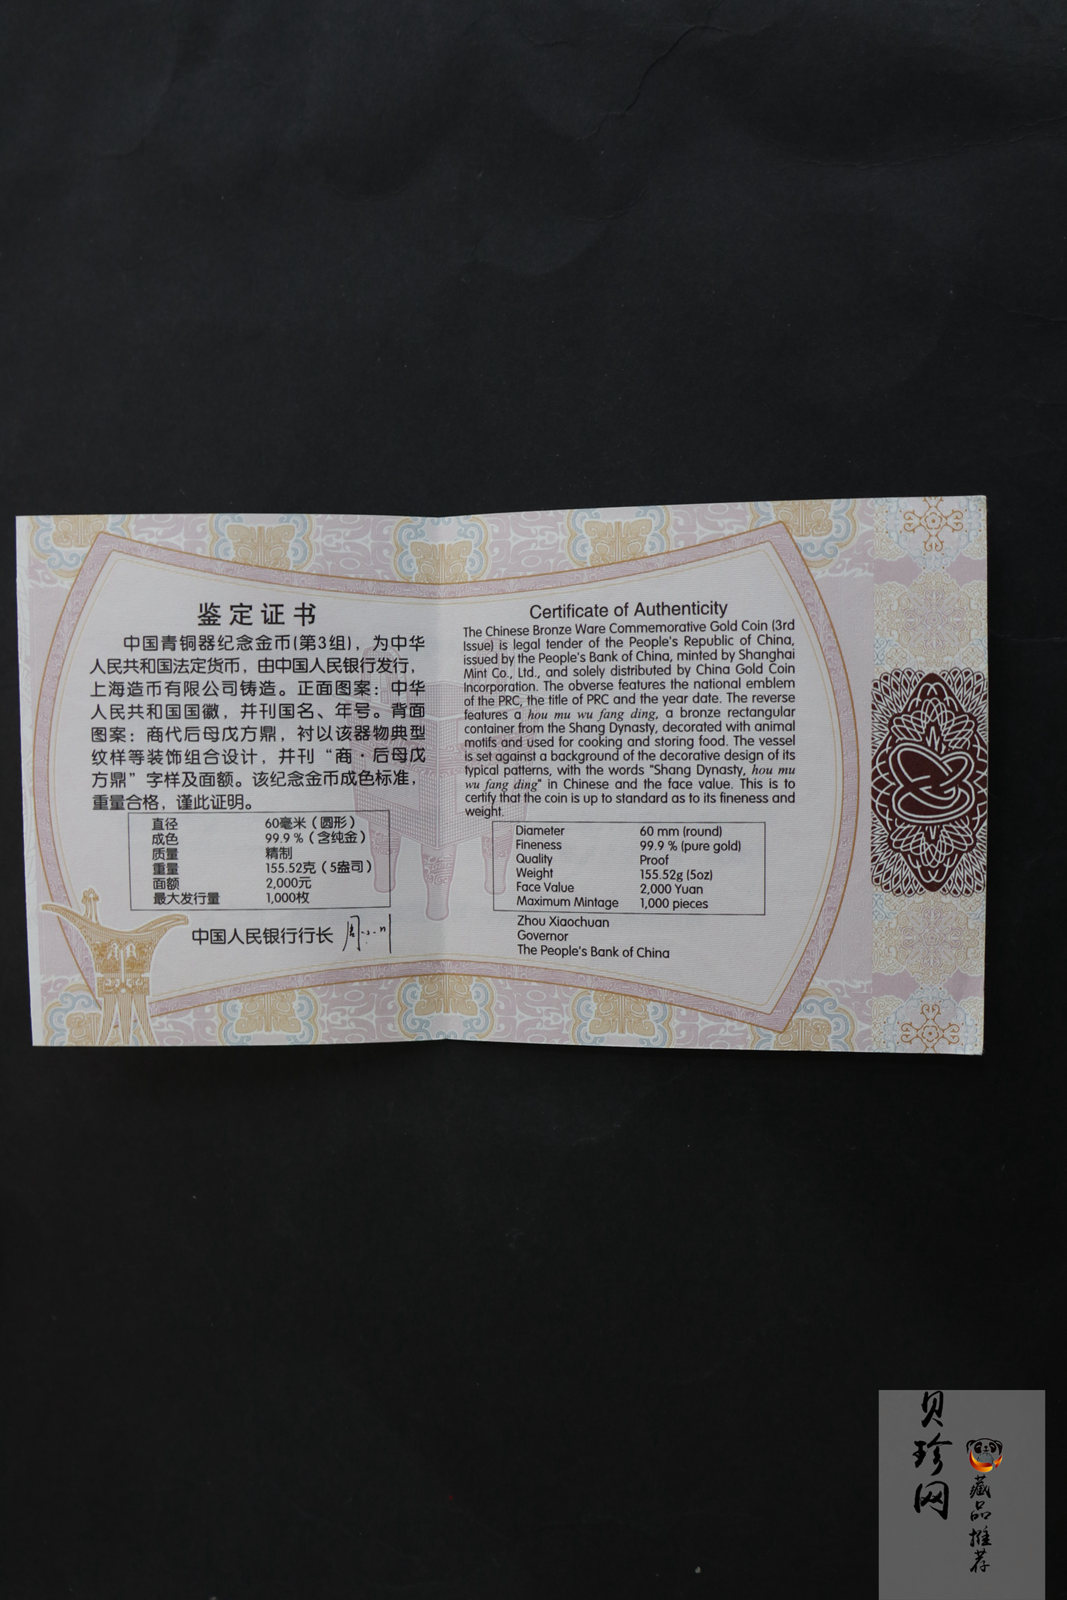 鉴定证书
中国青铜器纪念金币(第3组)，为中华
人民共和国法定货币，由中国人民银行发行，
上海造币有限公司铸造。正面图案：中华
人民共和国国徽，并刊国名、年号。背面
图案：商代后母戊方鼎，衬以该器物典型
纹样等装饰组合设计，并刊“商·后母戊
方鼎”字样及面额。该纪念金币成色标准，
重量合格，谨此证明。
直径 60毫米（圆形）
成色 99.9％（含纯金）
质量 精制
重量 155.52克（5盎司）
面额 2,000元
最大发行量 1,000枚
中国人民银行行长
Certificate of Authenticity
The Chinese Bronze Ware Commemorative Gold Coin (3rd
Issue) is legal tender of the People's Republic of China,
issued by the People's Bank of China, minted by Shanghai
Mint Co., Ltd., and solely distributed by China Gold Coin
Incorporation. The obverse features the national emblem
of the PRC, the title of PRC and the year date. The reverse
features a hou mu wu fang ding, a bronze rectangular
container from the Shang Dynasty, decorated with animal
motifs and used for cooking and storing food. The vessel
is set against a background of the decorative design of its
typical patterns, with the words "Shang Dynasty, hou mu
wu fang ding" in Chinese and the face value. This is to
certify that the coin is up to standard as to its fineness and
weight.
Diameter 60 mm (round)
Fineness 99.9 % (pure gold)
Quality Proof
Weight 155.52g (5oz)
Face Value 2,000 Yuan
Maximum Mintage 1,000 pieces
Zhou Xiaochuan
Governor
The People's Bank of China
贝珍网
藏品推荐